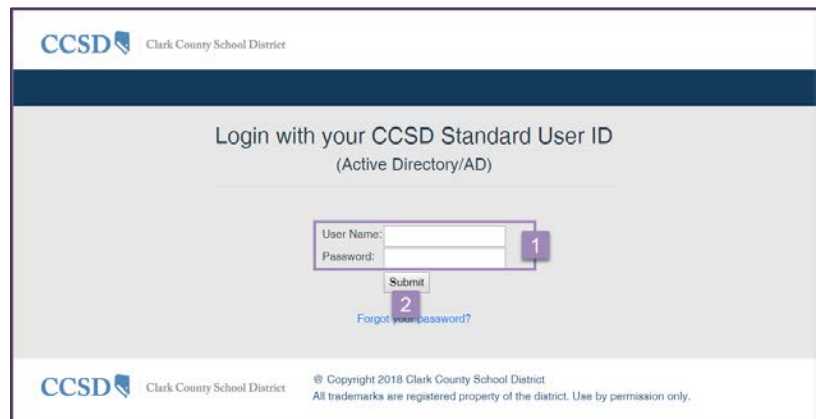 CCSD Clark County School District
Login with your CCSD Standard User ID
(Active Directory/AD)
User Name:
1
Password:
Submit
2
Forgot your password?
CCSD Clark County School District
@ Copyright 2018 Clark County School District
All trademarks are registered property of the district. Use by permission only.